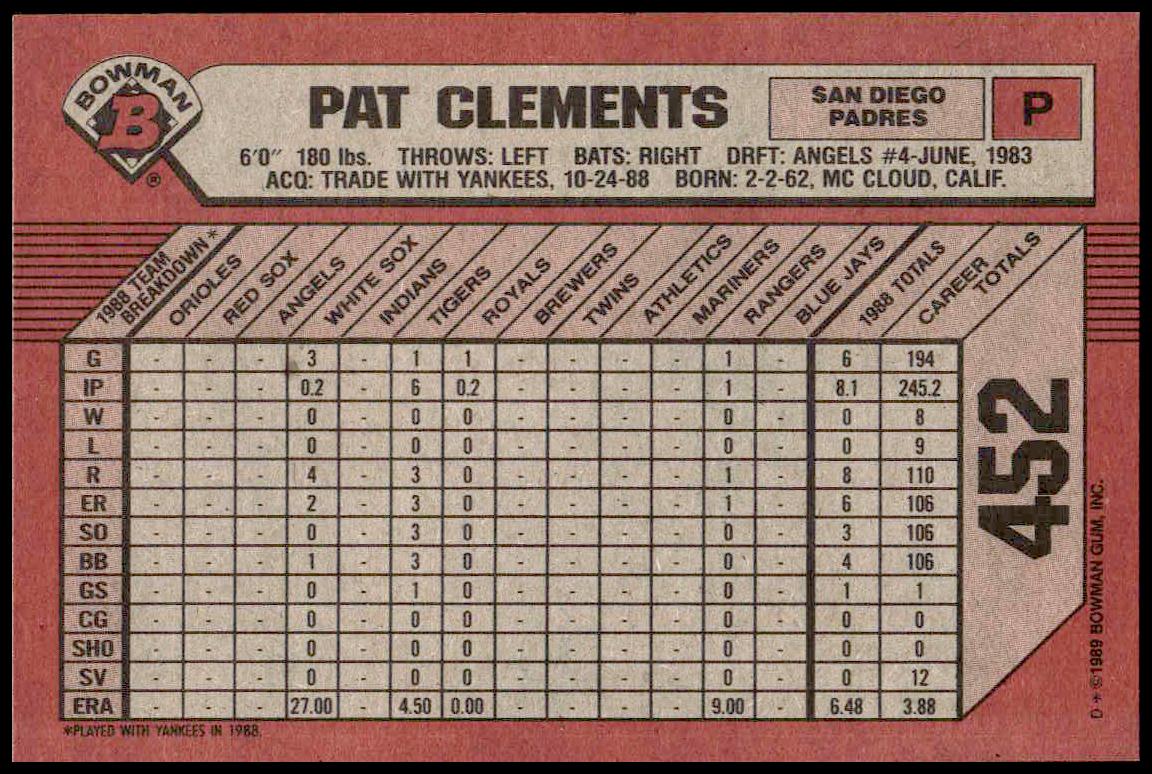 BOWMAN
B
®
PAT CLEMENTS
SAN DIEGO
PADRES
P
6'0" 180 lbs. THROWS: LEFT BATS: RIGHT DRFT: ANGELS #4-JUNE, 1983
ACQ: TRADE WITH YANKEES, 10-24-88 BORN: 2-2-62, MC CLOUD, CALIF.
1988 TEAM
BREAKDOWN*
ORIOLES
RED SOX
ANGELS
WHITE SOX
INDIANS
TIGERS
ROYALS
BREWERS
TWINS
ATHLETICS
MARINERS
RANGERS
BLUE JAYS
1988 TOTALS
CAREER
TOTALS
G - - - 3 - 1 1 - - - - 1 - 6 194
IP - - - 0.2 - 6 0.2 - - - - 1 - 8.1 245.2
W - - - 0 - 0 0 - - - - 0 - 0 8
L - - - 0 - 0 0 - - - - 0 - 0 9
R - - - 4 - 3 0 - - - - 1 - 8 110
ER - - - 2 - 3 0 - - - - 1 - 6 106
SO - - - 0 - 3 0 - - - - 0 - 3 106
BB - - - 1 - 3 0 - - - - 0 - 4 106
GS - - - 0 - 1 0 - - - - 0 - 1 1
CG - - - 0 - 0 0 - - - - 0 - 0 0
SHO - - - 0 - 0 0 - - - - 0 - 0 0
SV - - - 0 - 0 0 - - - - 0 - 0 12
ERA - - - 27.00 - 4.50 0.00 - - - - 9.00 - 6.48 3.88
452
*PLAYED WITH YANKEES IN 1988.
D + ©1989 BOWMAN GUM, INC.